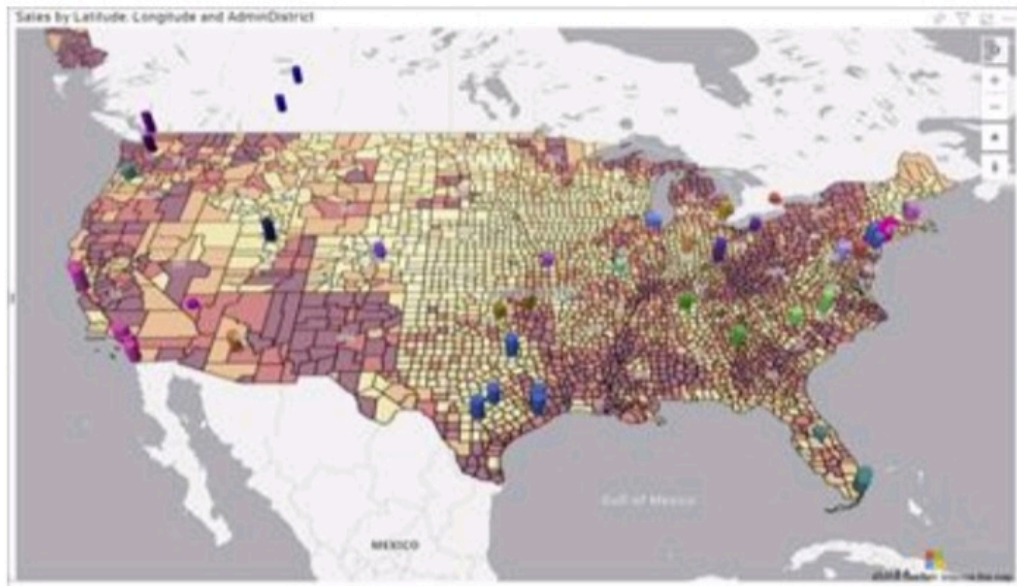 Sales by Latitude, Longitude and AdminDistrict
Gulf of Mexico
MEXICO